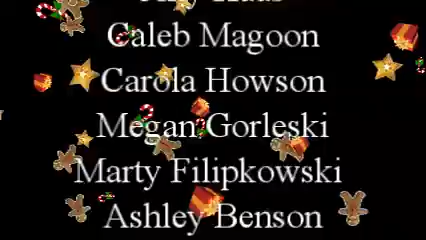 Caleb Magoon
Carola Howson
Megan Gorleski
Marty Filipkowski
Ashley Benson